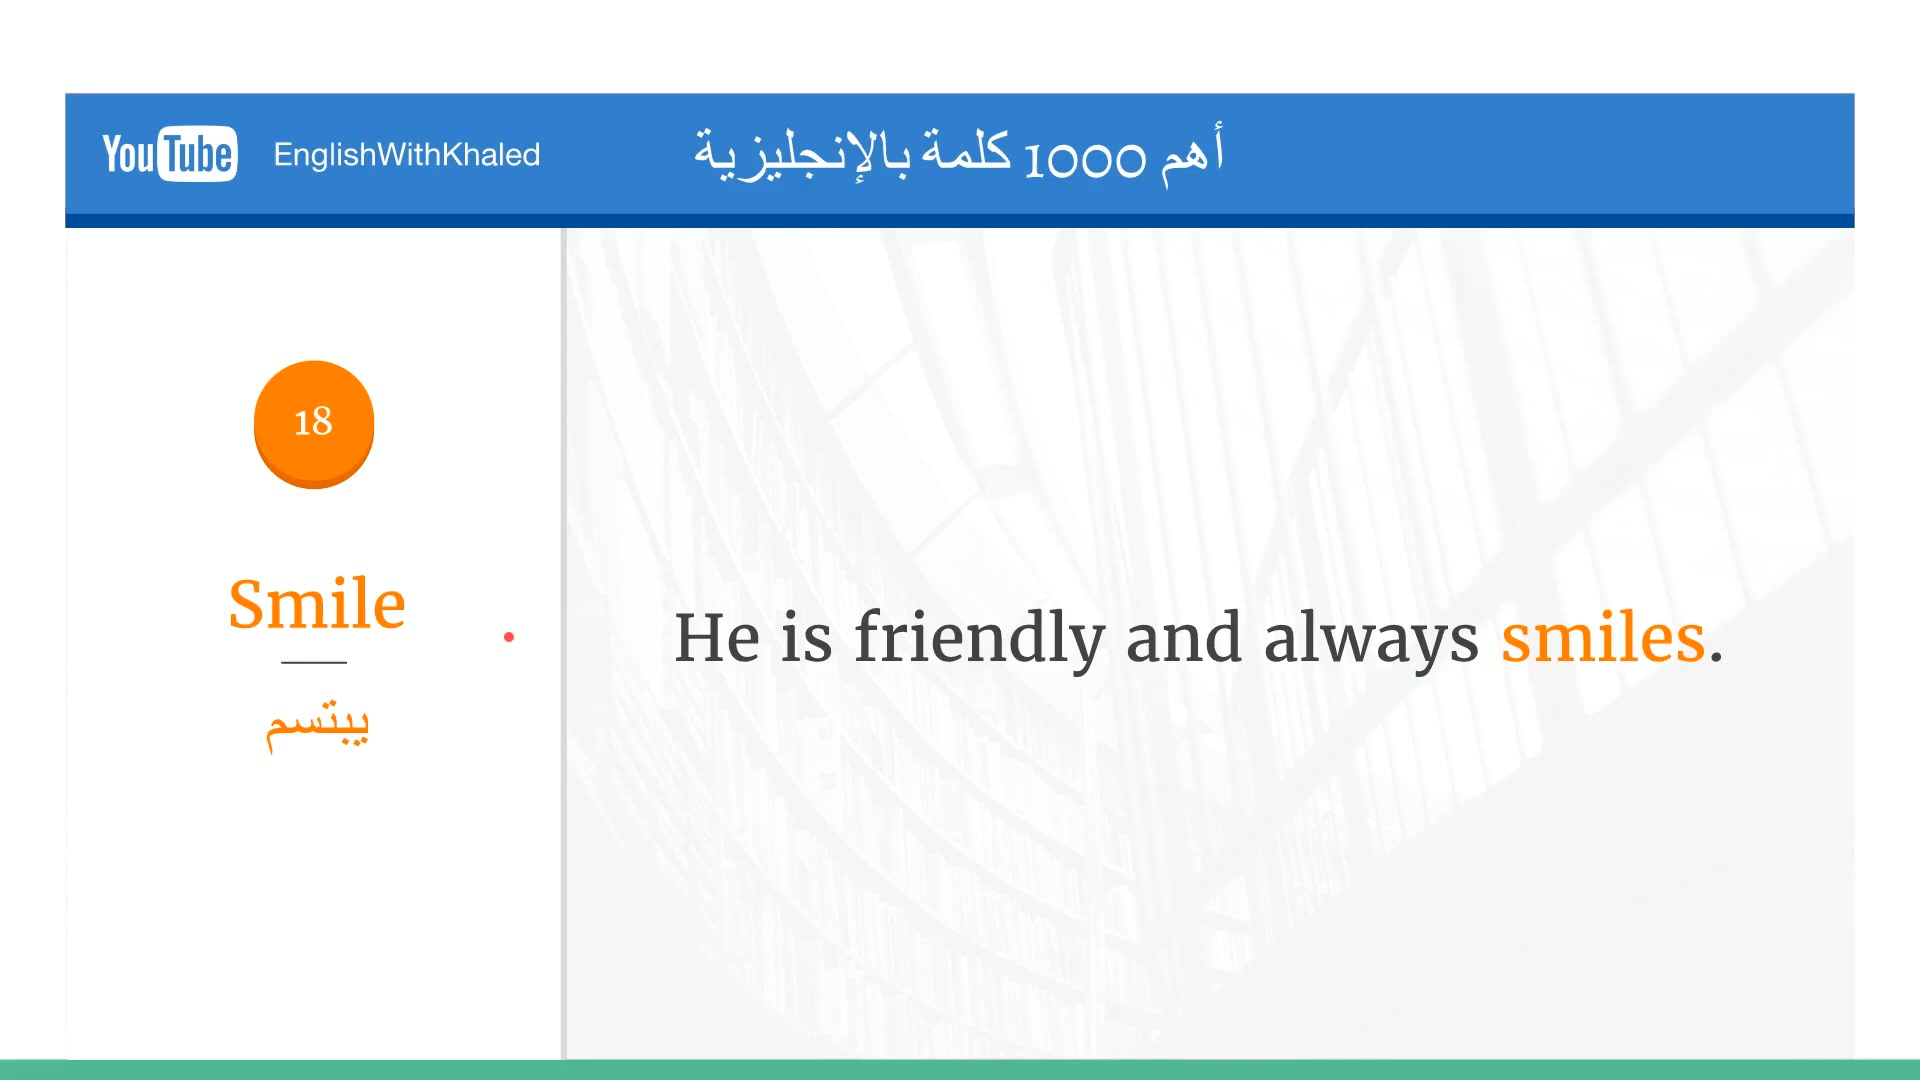 YouTube EnglishWithKhaled
أهم 1000 كلمة بالإنجليزية
18
Smile
يبتسم
He is friendly and always smiles.